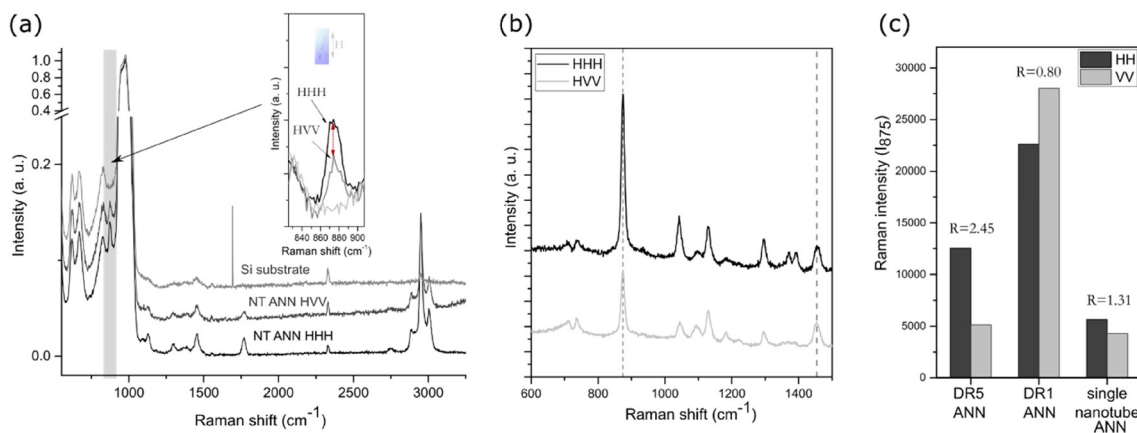 (a)
1.0
0.8
0.6
0.4
0.2
0.0
Intensity (a. u.)
1000 1500 2000 2500 3000
Raman shift (cm-1)
Si substrate
NT ANN HVV
NT ANN HHH
H
HHH
HVV
Intensity (a. u.)
840 860 880 900
Raman shift (cm-1)
(b)
HHH
HVV
Intensity (a. u.)
600 800 1000 1200 1400
Raman shift (cm-1)
(c)
HH
VV
Raman intensity (I875)
30000
25000
20000
15000
10000
5000
0
R=2.45
R=0.80
R=1.31
DR5
ANN
DR1
ANN
single
nanotube
ANN